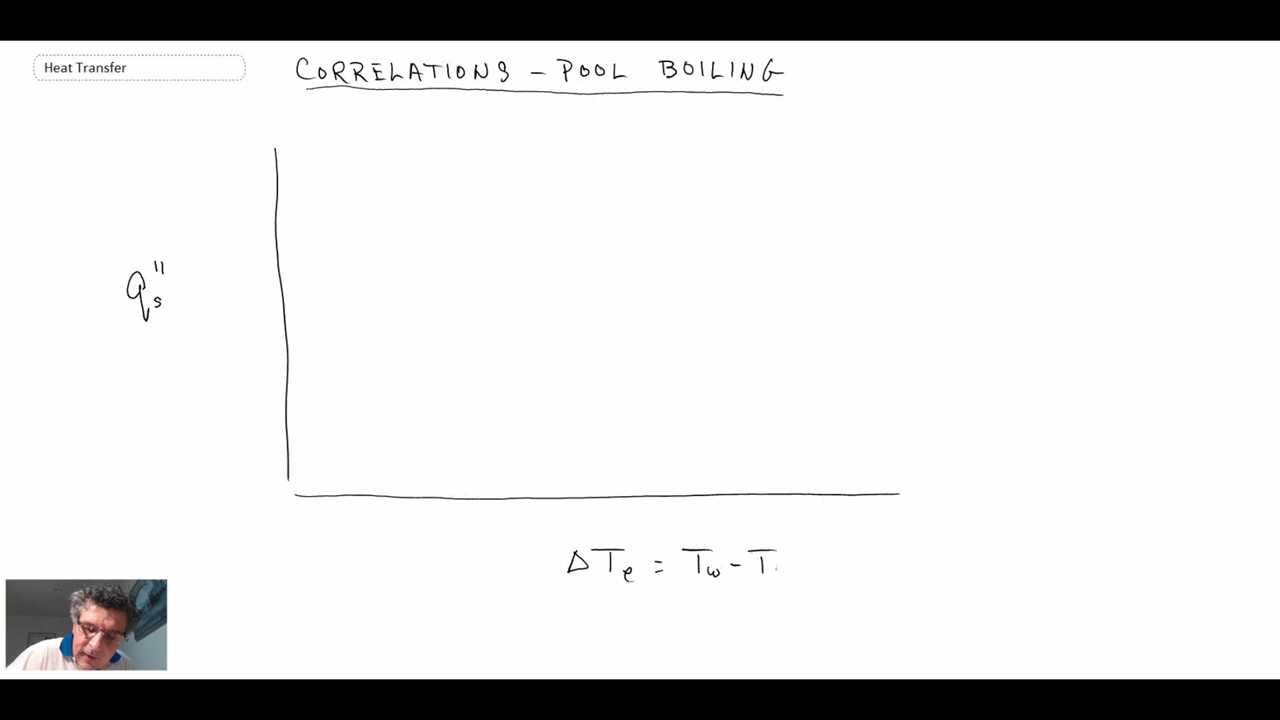 Heat Transfer
CORRELATIONS – POOL BOILING
q″s
ΔTe = Tw - T